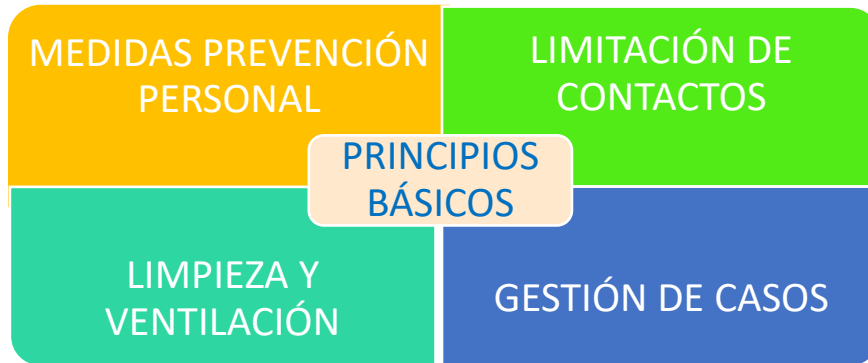 MEDIDAS PREVENCIÓN
PERSONAL
LIMITACIÓN DE
CONTACTOS
PRINCIPIOS
BÁSICOS
LIMPIEZA Y
VENTILACIÓN
GESTIÓN DE CASOS